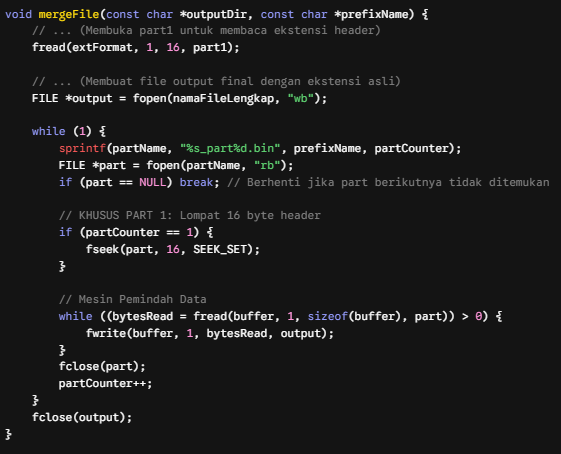 void mergeFile(const char *outputDir, const char *prefixName) {
    // ... (Membuka part1 untuk membaca ekstensi header)
    fread(extFormat, 1, 16, part1);

    // ... (Membuat file output final dengan ekstensi asli)
    FILE *output = fopen(namaFileLengkap, "wb");

    while (1) {
        sprintf(partName, "%s_part%d.bin", prefixName, partCounter);
        FILE *part = fopen(partName, "rb");
        if (part == NULL) break; // Berhenti jika part berikutnya tidak ditemukan

        // KHUSUS PART 1: Lompat 16 byte header
        if (partCounter == 1) {
            fseek(part, 16, SEEK_SET);
        }

        // Mesin Pemindah Data
        while ((bytesRead = fread(buffer, 1, sizeof(buffer), part)) > 0) {
            fwrite(buffer, 1, bytesRead, output);
        }
        fclose(part);
        partCounter++;
    }
    fclose(output);
}